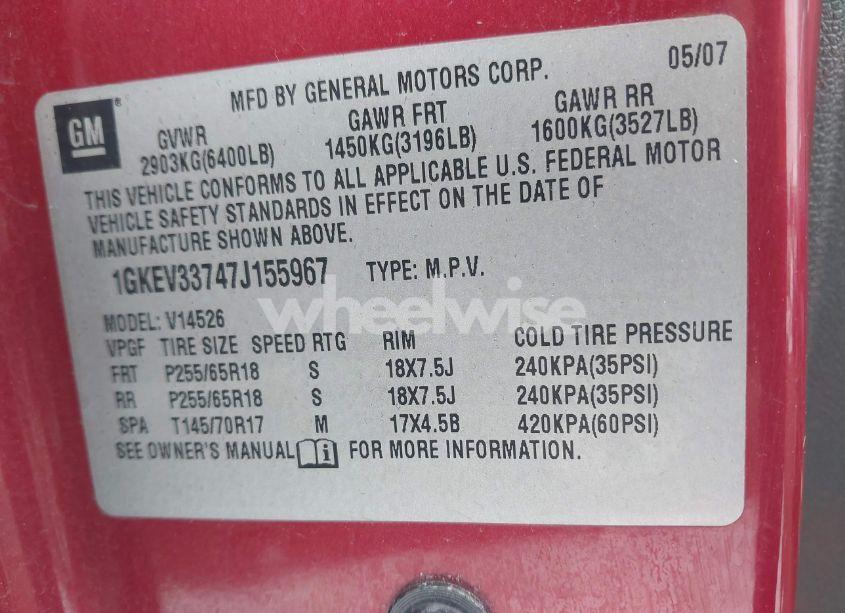 05/07
MFD BY GENERAL MOTORS CORP.
GM®
GVWR GAWR FRT GAWR RR
2903KG(6400LB) 1450KG(3196LB) 1600KG(3527LB)
THIS VEHICLE CONFORMS TO ALL APPLICABLE U.S. FEDERAL MOTOR
VEHICLE SAFETY STANDARDS IN EFFECT ON THE DATE OF
MANUFACTURE SHOWN ABOVE.
1GKEV33747J155967 TYPE: M.P.V.
wheelwise
MODEL: V14526
VPGF TIRE SIZE SPEED RTG RIM COLD TIRE PRESSURE
FRT P255/65R18 S 18X7.5J 240KPA(35PSI)
RR P255/65R18 S 18X7.5J 240KPA(35PSI)
SPA T145/70R17 M 17X4.5B 420KPA(60PSI)
SEE OWNER'S MANUAL FOR MORE INFORMATION.